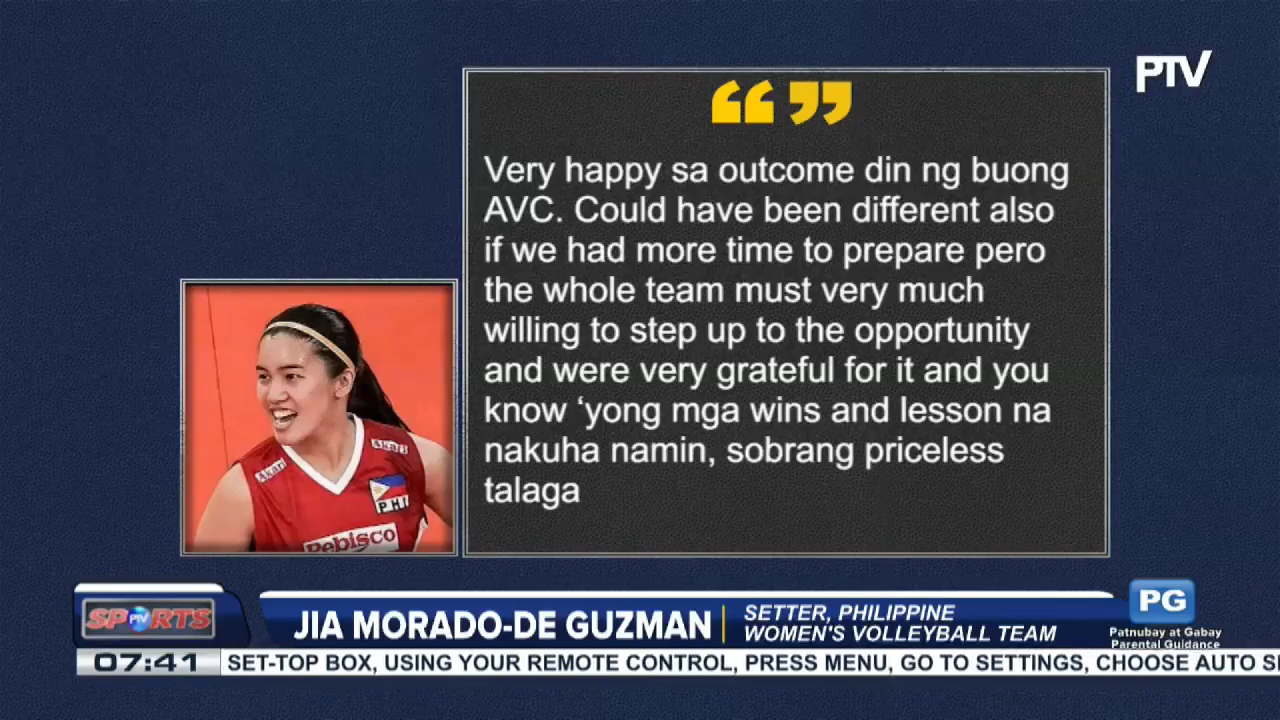 PTV
“ ”
Very happy sa outcome din ng buong
AVC. Could have been different also
if we had more time to prepare pero
the whole team must very much
willing to step up to the opportunity
and were very grateful for it and you
know ‘yong mga wins and lesson na
nakuha namin, sobrang priceless
talaga
Akari
Akari
PHI
Rebisco
PTV
SPORTS
JIA MORADO-DE GUZMAN
SETTER, PHILIPPINE
WOMEN'S VOLLEYBALL TEAM
PG
Patnubay at Gabay
Parental Guidance
07:41
SET-TOP BOX, USING YOUR REMOTE CONTROL, PRESS MENU, GO TO SETTINGS, CHOOSE AUTO S